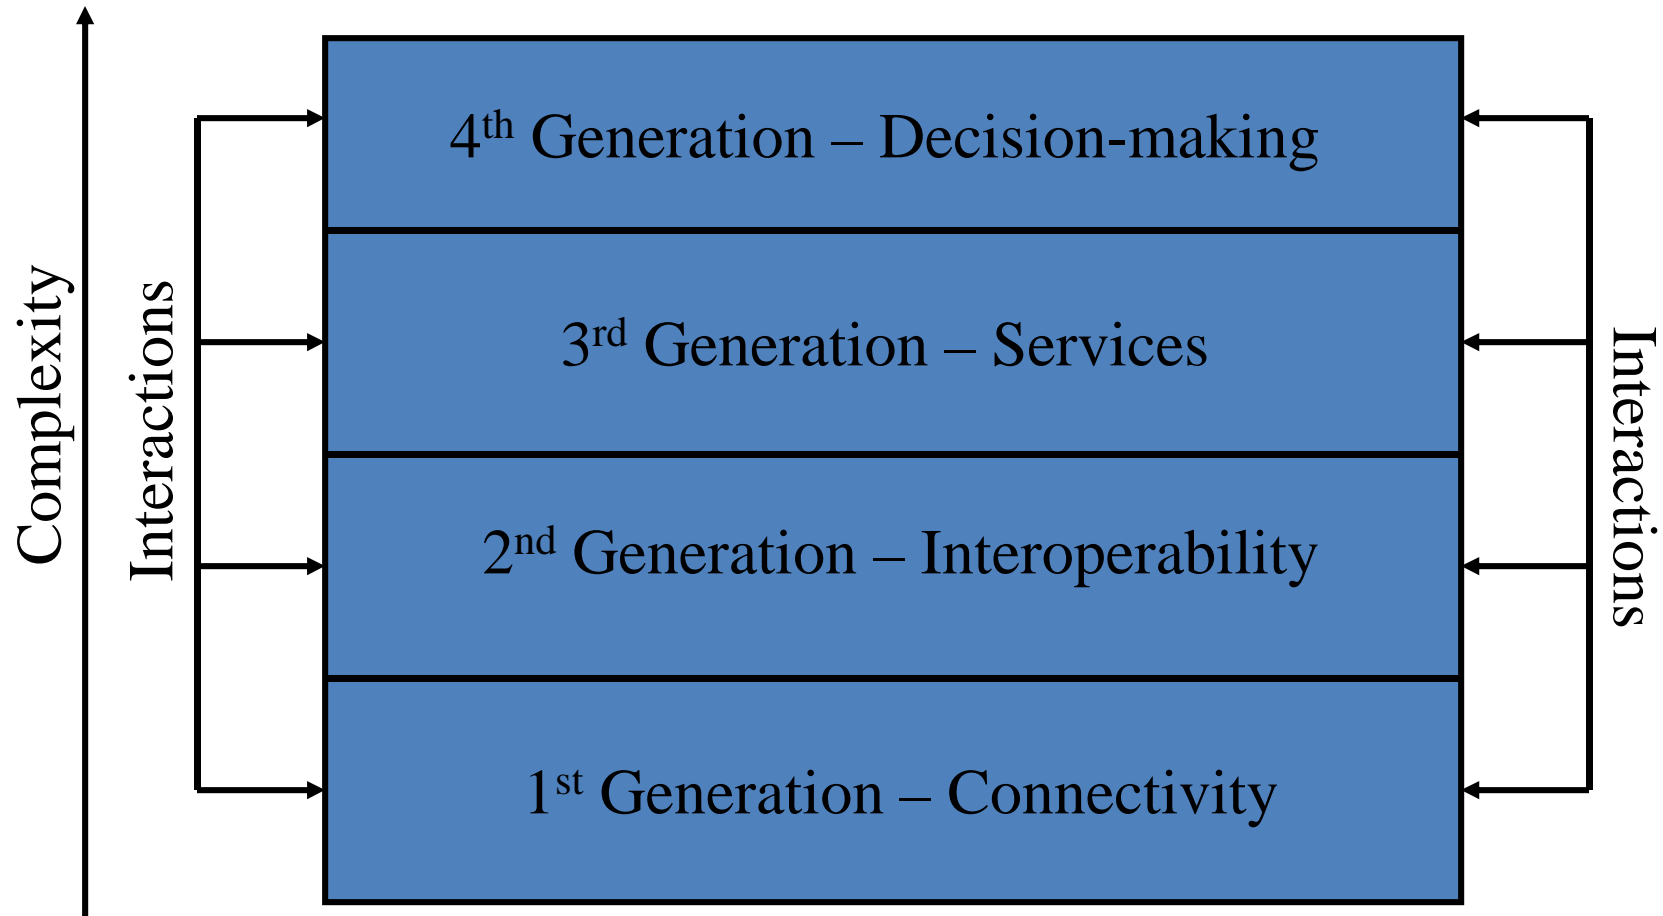 Complexity
Interactions
4th Generation – Decision-making
3rd Generation – Services
2nd Generation – Interoperability
1st Generation – Connectivity
Interactions